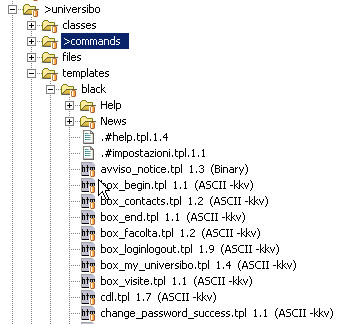 >universibo
classes
>commands
files
templates
black
Help
News
.#help.tpl.1.4
.#impostazioni.tpl.1.1
avviso_notice.tpl 1.3 (Binary)
box_begin.tpl 1.1 (ASCII -kkv)
box_contacts.tpl 1.2 (ASCII -kkv)
box_end.tpl 1.1 (ASCII -kkv)
box_facolta.tpl 1.2 (ASCII -kkv)
box_loginlogout.tpl 1.9 (ASCII -kkv)
box_my_universibo.tpl 1.4 (ASCII -kkv)
box_visite.tpl 1.1 (ASCII -kkv)
cdl.tpl 1.7 (ASCII -kkv)
change_password_success.tpl 1.1 (ASCII -kkv)